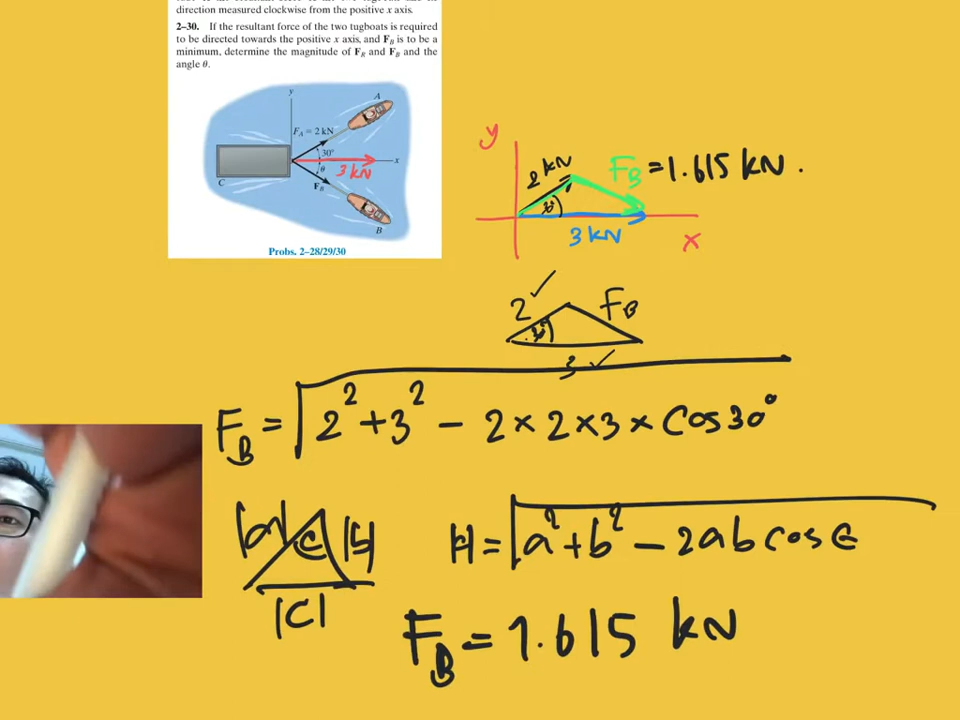 direction measured clockwise from the positive x axis.
2–30. If the resultant force of the two tugboats is required
to be directed towards the positive x axis, and F_B is to be a
minimum, determine the magnitude of F_R and F_B and the
angle θ.
y
A
F_A = 2 kN
30°
x
3 kN
θ
C
F_B
B
Probs. 2–28/29/30
y
2 kN
F_B = 1.615 kN.
30°
3 kN
x
2 ✓
F_B
30°
3 ✓
F_B = √2² + 3² − 2 × 2 × 3 × Cos 30°
|a|
|b|
|c|
= √a² + b² − 2ab cos
F_B = 1.615 kN